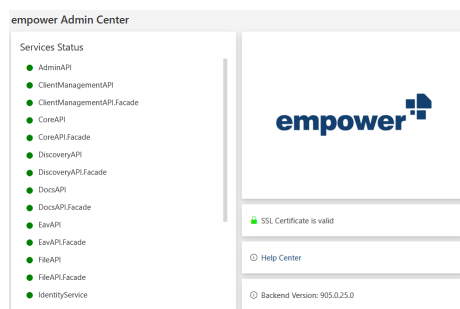 empower Admin Center
Services Status
AdminAPI
ClientManagementAPI
ClientManagementAPI.Facade
CoreAPI
CoreAPI.Facade
DiscoveryAPI
DiscoveryAPI.Facade
DocsAPI
DocsAPI.Facade
EavAPI
EavAPI.Facade
FileAPI
FileAPI.Facade
IdentityService
empower
SSL Certificate is valid
Help Center
Backend Version: 905.0.25.0